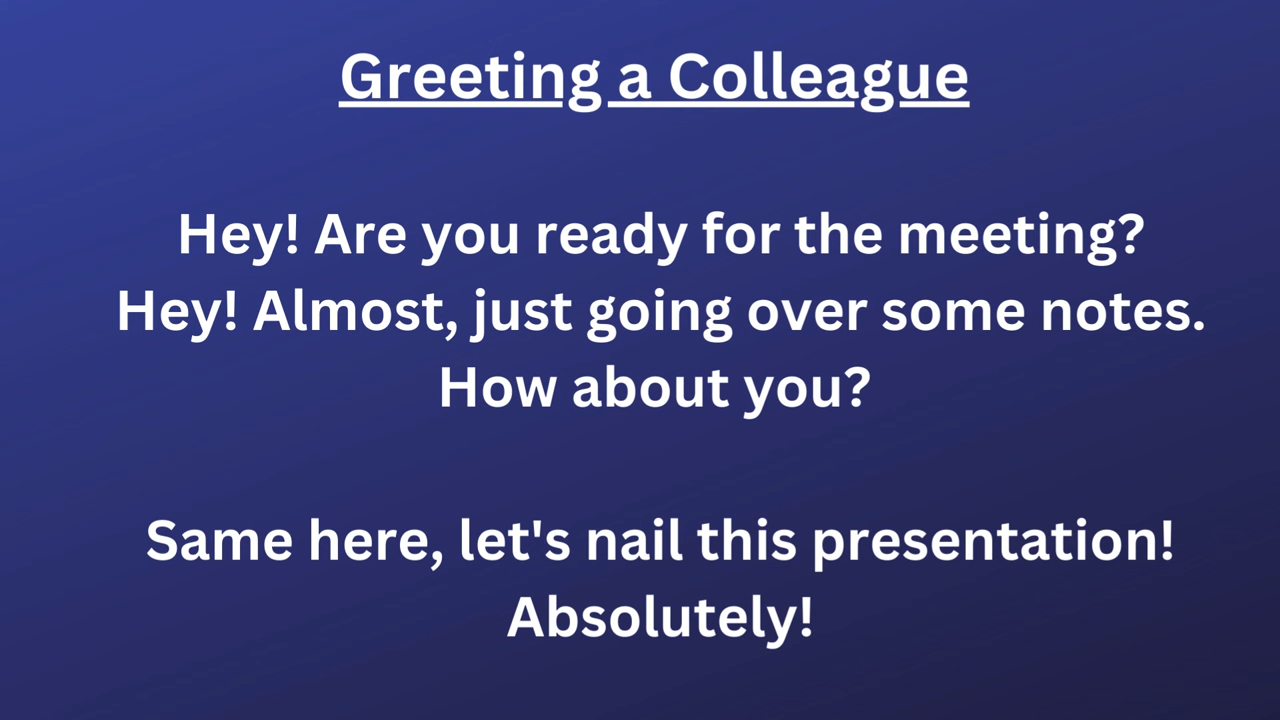 Greeting a Colleague
Hey! Are you ready for the meeting?
Hey! Almost, just going over some notes.
How about you?
Same here, let's nail this presentation!
Absolutely!